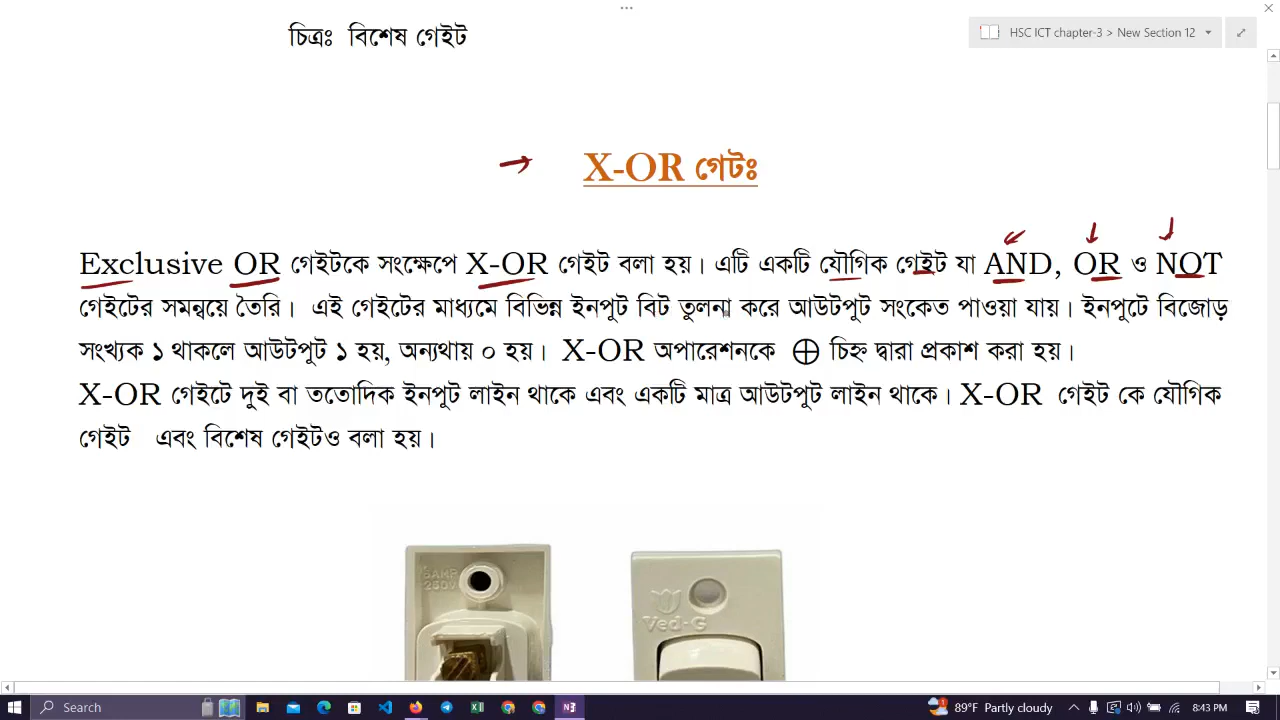 চিত্রঃ বিশেষ গেইট
HSC ICT chapter-3 > New Section 12
X-OR গেটঃ
Exclusive OR গেইটকে সংক্ষেপে X-OR গেইট বলা হয়। এটি একটি যৌগিক গেইট যা AND, OR ও NOT
গেইটের সমন্বয়ে তৈরি। এই গেইটের মাধ্যমে বিভিন্ন ইনপুট বিট তুলনা করে আউটপুট সংকেত পাওয়া যায়। ইনপুটে বিজোড়
সংখ্যক ১ থাকলে আউটপুট ১ হয়, অন্যথায় ০ হয়। X-OR অপারেশনকে ⊕ চিহ্ন দ্বারা প্রকাশ করা হয়।
X-OR গেইটে দুই বা ততোদিক ইনপুট লাইন থাকে এবং একটি মাত্র আউটপুট লাইন থাকে। X-OR গেইট কে যৌগিক
গেইট এবং বিশেষ গেইটও বলা হয়।
6AMP
250V
Ved-G
Search
89°F Partly cloudy
8:43 PM